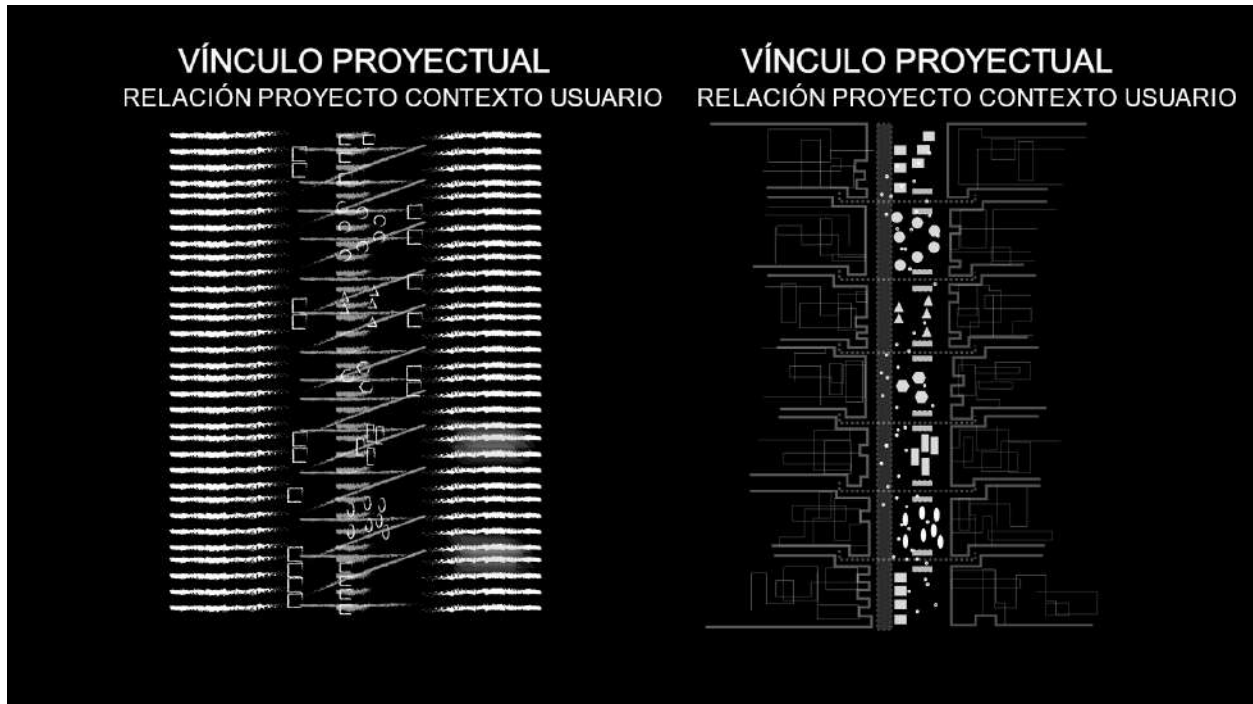 VÍNCULO PROYECTUAL
RELACIÓN PROYECTO CONTEXTO USUARIO
VÍNCULO PROYECTUAL
RELACIÓN PROYECTO CONTEXTO USUARIO